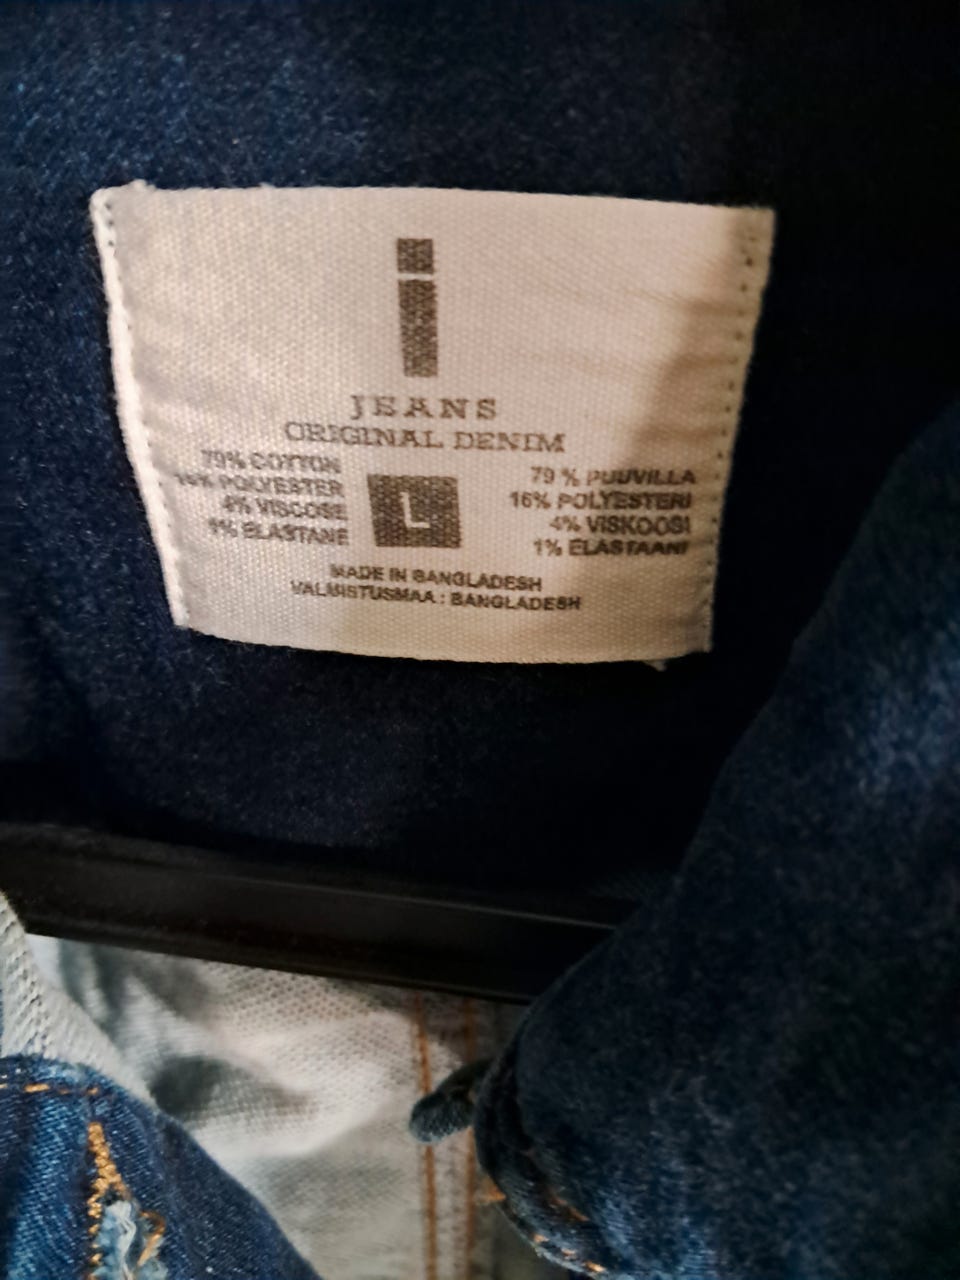 i
JEANS
ORIGINAL DENIM
79% COTTON
16% POLYESTER
4% VISCOSE
1% ELASTANE
L
79 % PUUVILLA
16% POLYESTERI
4% VISKOOSI
1% ELASTAANI
MADE IN BANGLADESH
VALMISTUSMAA : BANGLADESH